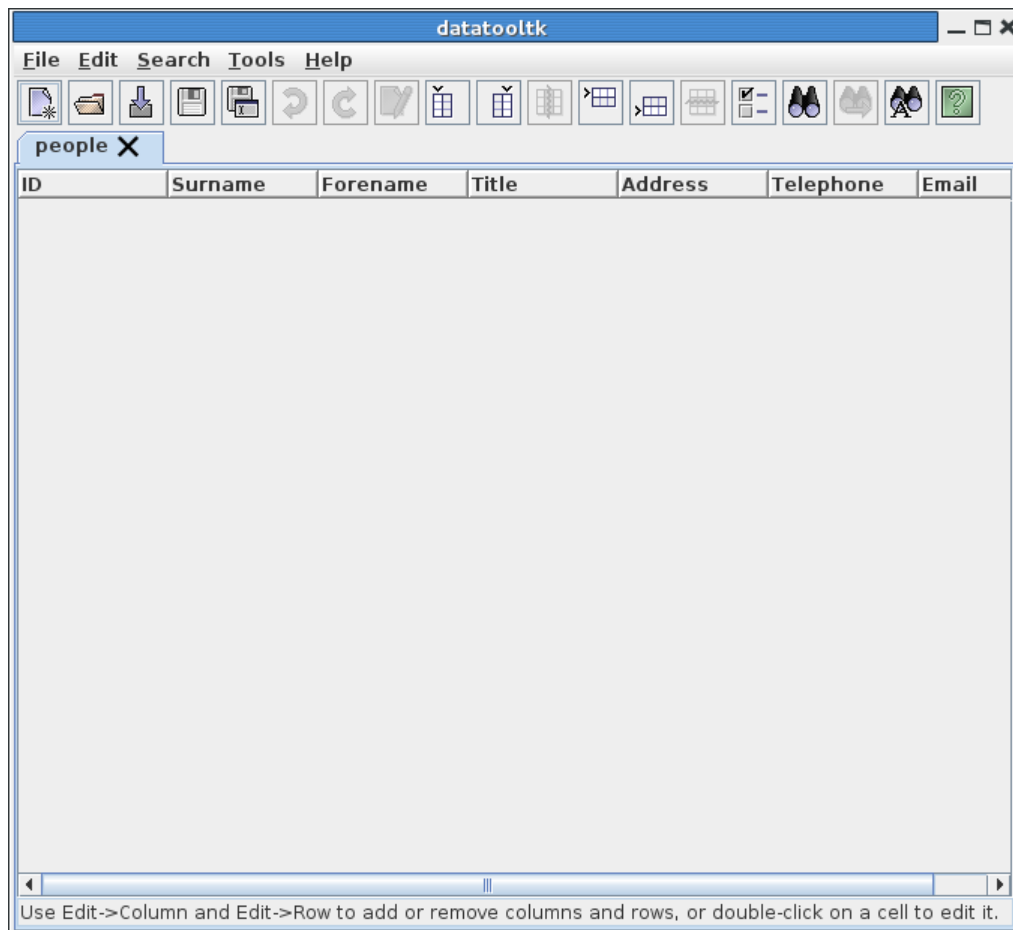 datatooltk
File Edit Search Tools Help
people
ID Surname Forename Title Address Telephone Email
Use Edit->Column and Edit->Row to add or remove columns and rows, or double-click on a cell to edit it.